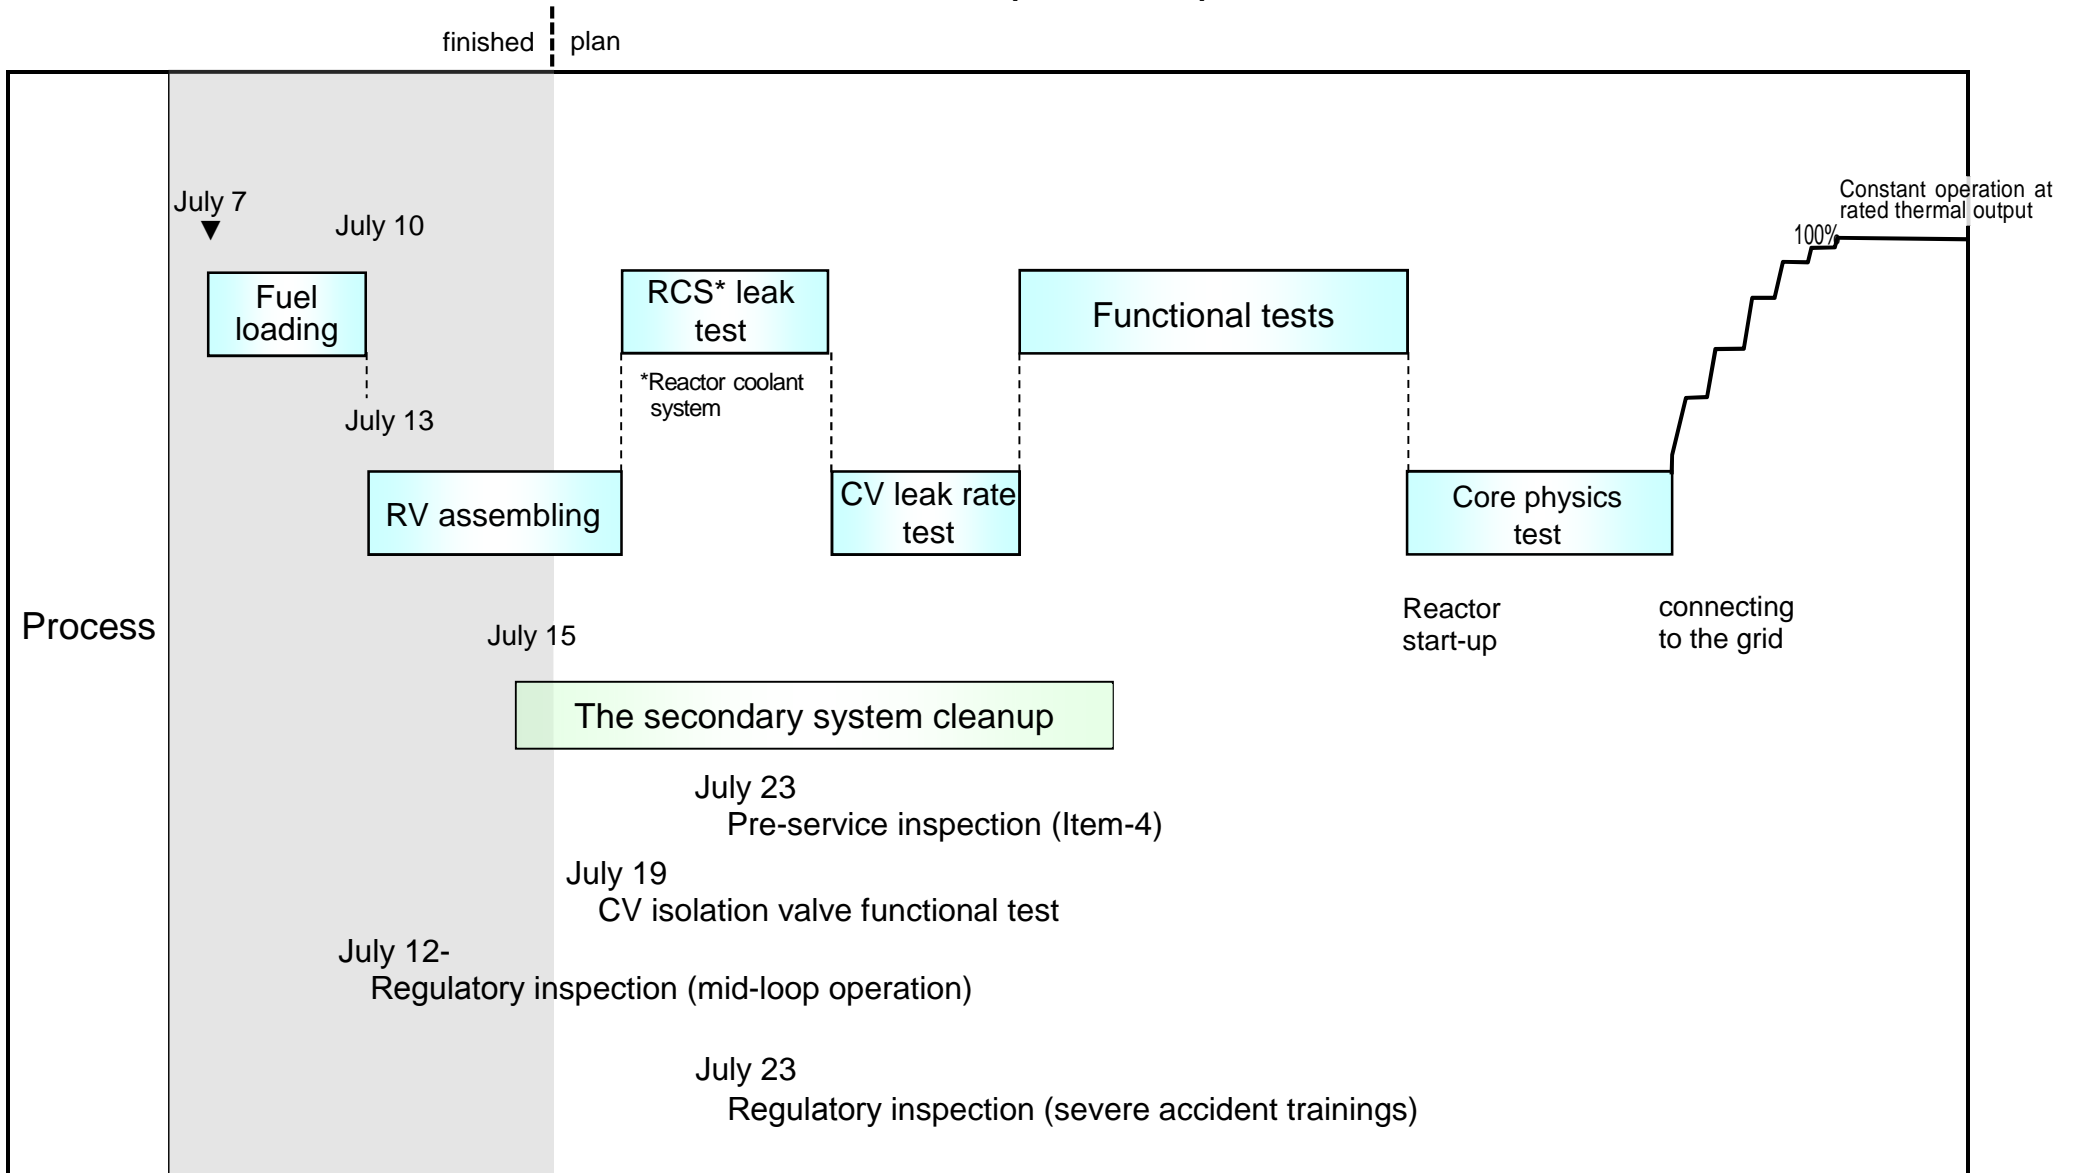 finished
plan
July 7
▼
July 10
Constant operation at
rated thermal output
100%
Fuel
loading
RCS* leak
test
Functional tests
*Reactor coolant
system
July 13
RV assembling
CV leak rate
test
Core physics
test
Process
July 15
Reactor
start-up
connecting
to the grid
The secondary system cleanup
July 23
Pre-service inspection (Item-4)
July 19
CV isolation valve functional test
July 12-
Regulatory inspection (mid-loop operation)
July 23
Regulatory inspection (severe accident trainings)